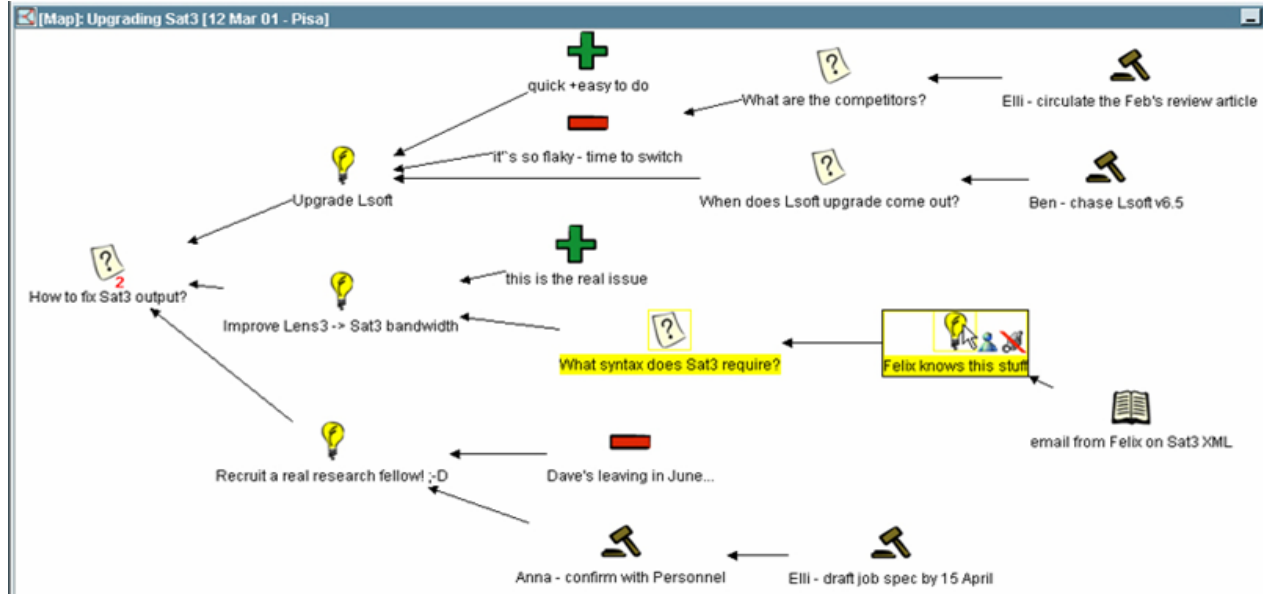 [Map]: Upgrading Sat3 [12 Mar 01 - Pisa]
quick +easy to do
What are the competitors?
Elli - circulate the Feb's review article
it"s so flaky - time to switch
Upgrade Lsoft
When does Lsoft upgrade come out?
Ben - chase Lsoft v6.5
this is the real issue
2
How to fix Sat3 output?
Improve Lens3 -> Sat3 bandwidth
What syntax does Sat3 require?
Felix knows this stuff
email from Felix on Sat3 XML
Recruit a real research fellow! ;-D
Dave's leaving in June...
Anna - confirm with Personnel
Elli - draft job spec by 15 April